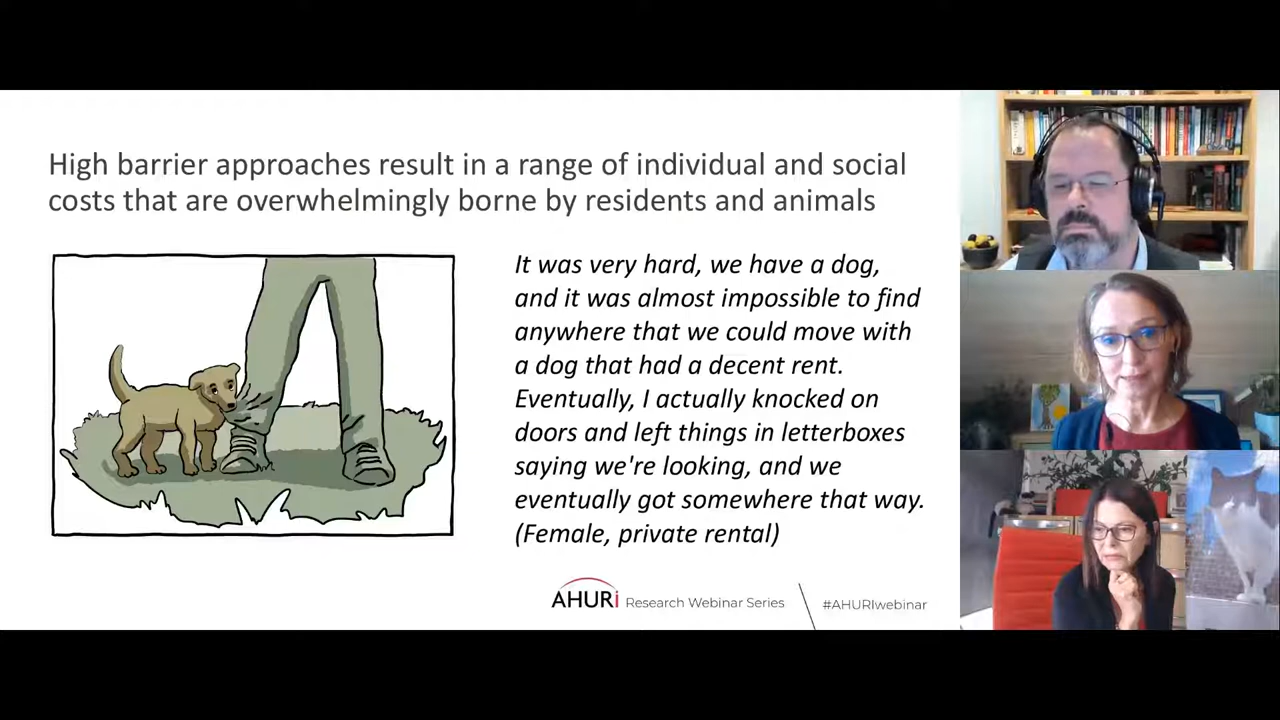 High barrier approaches result in a range of individual and social
costs that are overwhelmingly borne by residents and animals
It was very hard, we have a dog,
and it was almost impossible to find
anywhere that we could move with
a dog that had a decent rent.
Eventually, I actually knocked on
doors and left things in letterboxes
saying we're looking, and we
eventually got somewhere that way.
(Female, private rental)
AHURI Research Webinar Series
#AHURIwebinar